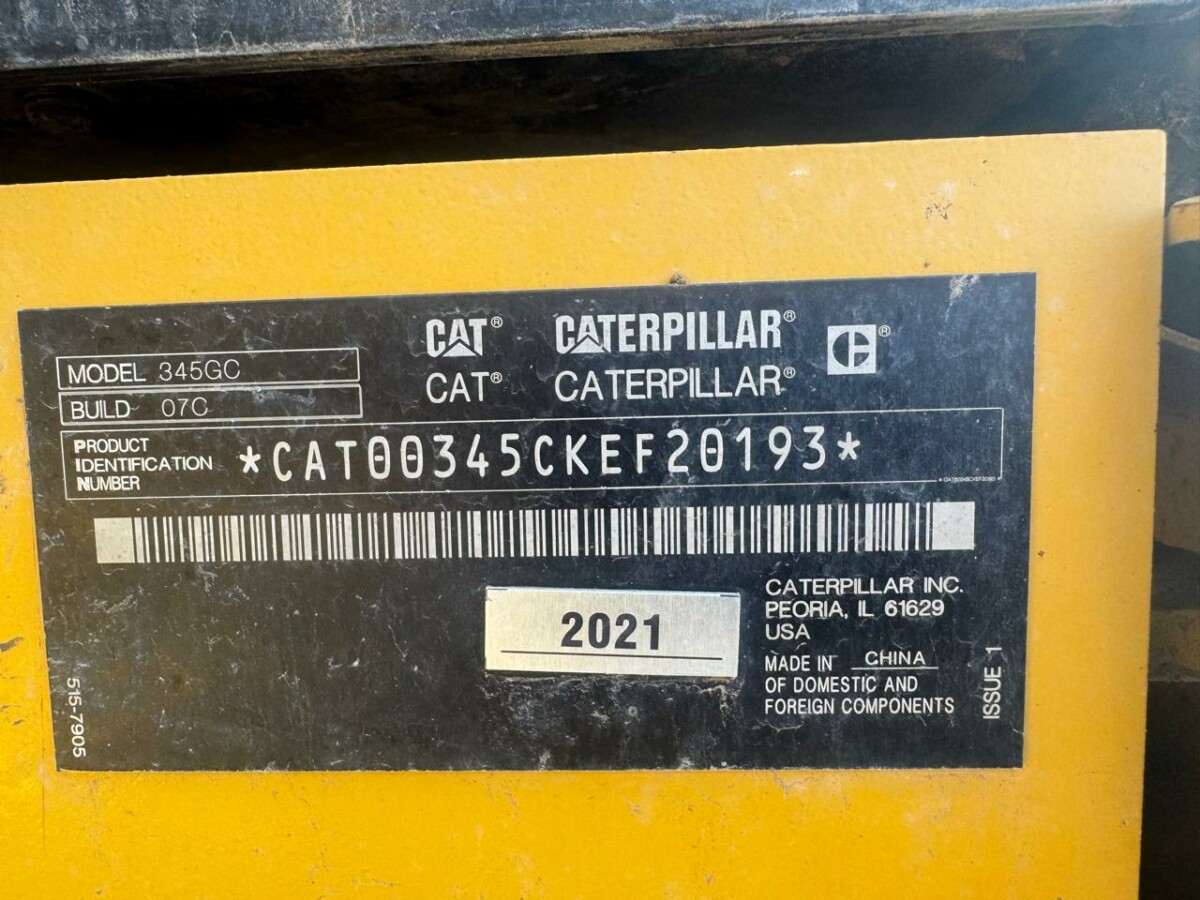 CAT® CATERPILLAR® ®
CAT® CATERPILLAR®
MODEL 345GC
BUILD 07C
PRODUCT
IDENTIFICATION
NUMBER
*CAT00345CKEF20193*
*CAT00345CKEF20193*
2021
CATERPILLAR INC.
PEORIA, IL 61629
USA
MADE IN CHINA
OF DOMESTIC AND
FOREIGN COMPONENTS
ISSUE 1
515-7905